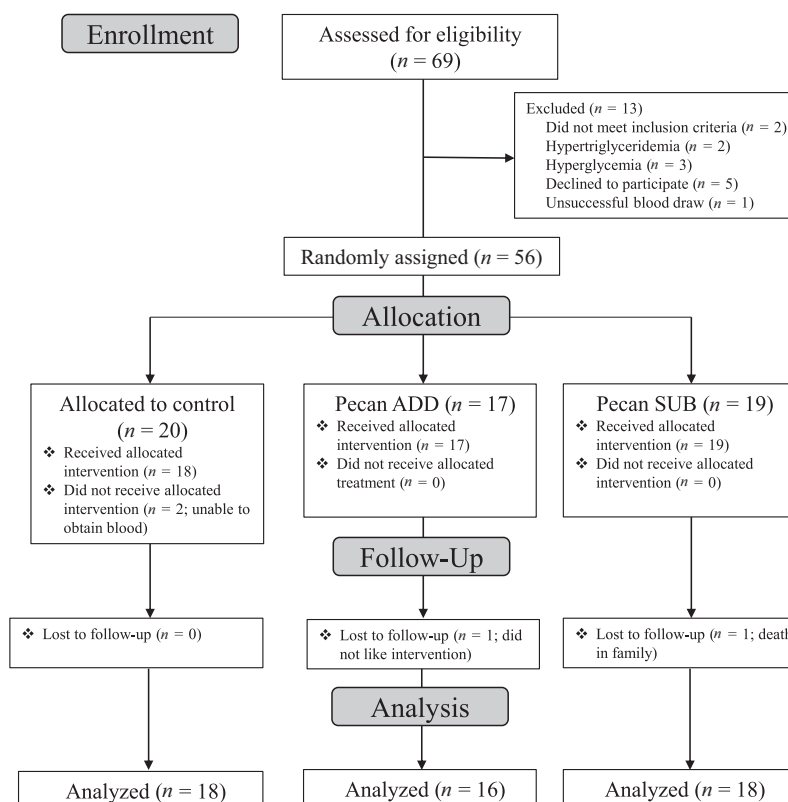 Enrollment
Assessed for eligibility
(n = 69)
Excluded (n = 13)
Did not meet inclusion criteria (n = 2)
Hypertriglyceridemia (n = 2)
Hyperglycemia (n = 3)
Declined to participate (n = 5)
Unsuccessful blood draw (n = 1)
Randomly assigned (n = 56)
Allocation
Allocated to control
(n = 20)
❖ Received allocated
intervention (n = 18)
❖ Did not receive allocated
intervention (n = 2; unable to
obtain blood)
Pecan ADD (n = 17)
❖ Received allocated
intervention (n = 17)
❖ Did not receive allocated
treatment (n = 0)
Pecan SUB (n = 19)
❖ Received allocated
intervention (n = 19)
❖ Did not receive allocated
intervention (n = 0)
Follow-Up
❖ Lost to follow-up (n = 0)
❖ Lost to follow-up (n = 1; did
not like intervention)
❖ Lost to follow-up (n = 1; death
in family)
Analysis
Analyzed (n = 18)
Analyzed (n = 16)
Analyzed (n = 18)